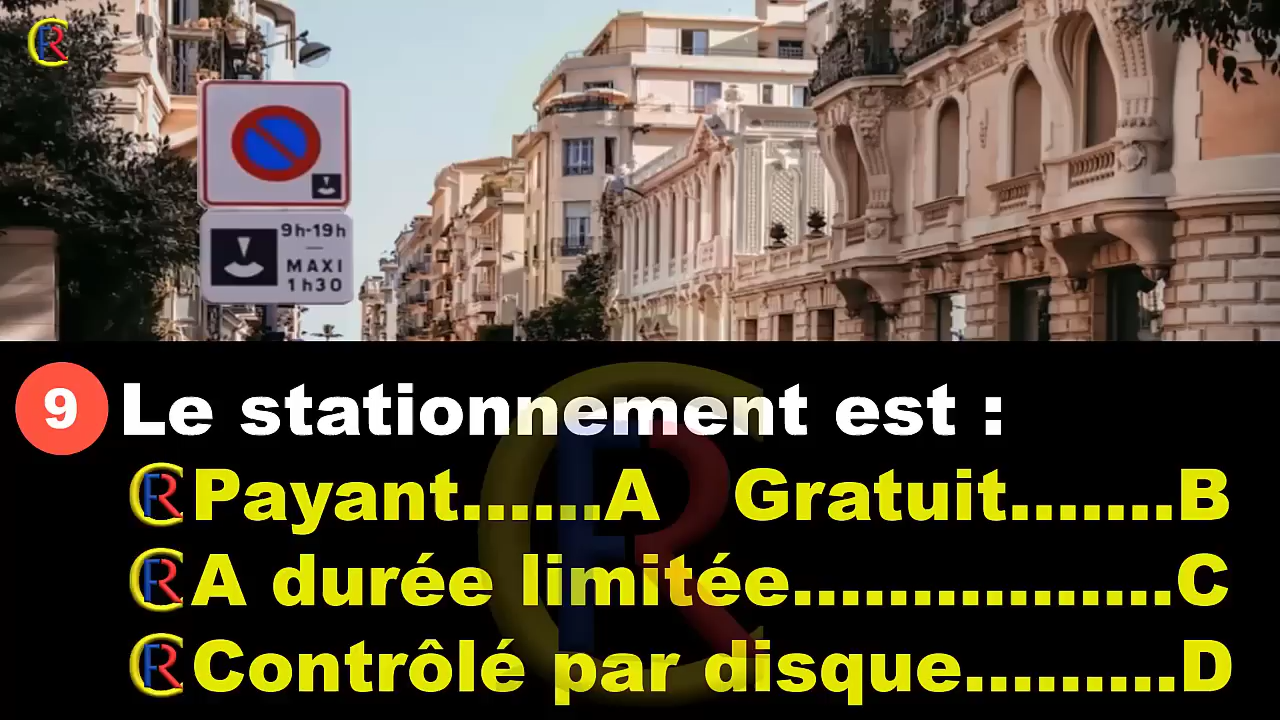 9h-19h
MAXI
1h30
9 Le stationnement est :
Payant......A Gratuit.......B
A durée limitée................C
Contrôlé par disque.........D